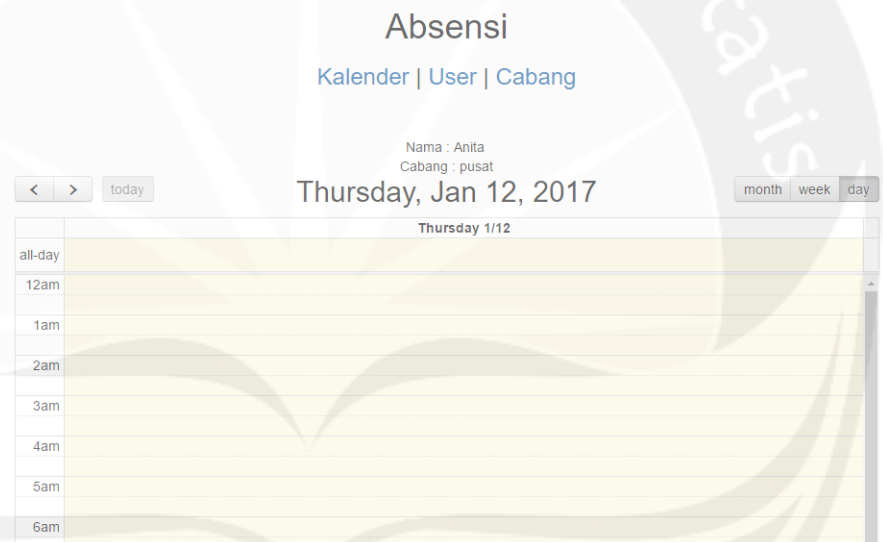 Absensi
Kalender | User | Cabang
Nama : Anita
Cabang : pusat
< > today Thursday, Jan 12, 2017 month week day
Thursday 1/12
all-day
12am
1am
2am
3am
4am
5am
6am